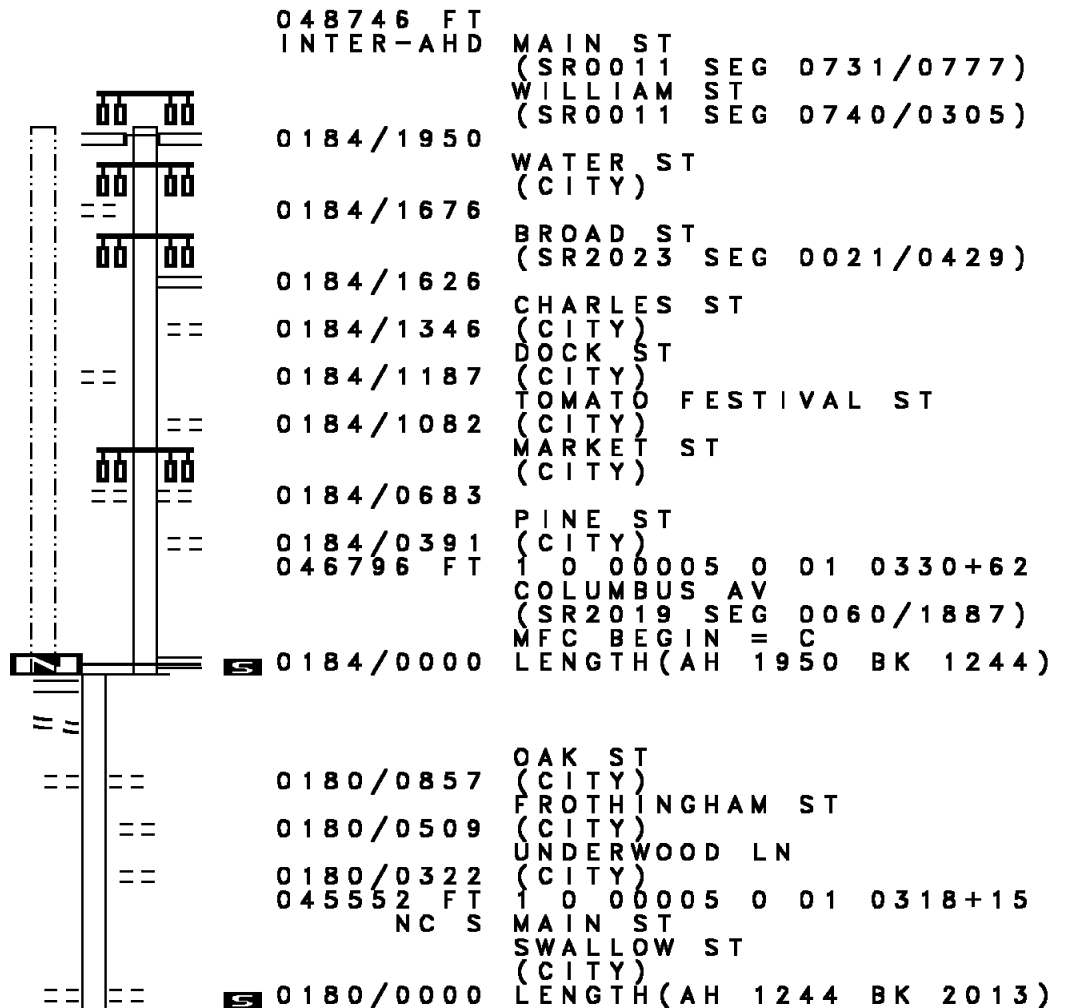 048746 FT
INTER-AHD MAIN ST
(SR0011 SEG 0731/0777)
WILLIAM ST
(SR0011 SEG 0740/0305)
0184/1950
WATER ST
(CITY)
0184/1676
BROAD ST
(SR2023 SEG 0021/0429)
0184/1626
CHARLES ST
0184/1346 (CITY)
DOCK ST
0184/1187 (CITY)
TOMATO FESTIVAL ST
0184/1082 (CITY)
MARKET ST
(CITY)
0184/0683
PINE ST
0184/0391 (CITY)
046796 FT 1 0 00005 0 01 0330+62
COLUMBUS AV
(SR2019 SEG 0060/1887)
MFC BEGIN = C
N S 0184/0000 LENGTH(AH 1950 BK 1244)
OAK ST
0180/0857 (CITY)
FROTHINGHAM ST
0180/0509 (CITY)
UNDERWOOD LN
0180/0322 (CITY)
045552 FT 1 0 00005 0 01 0318+15
NC S MAIN ST
SWALLOW ST
(CITY)
S 0180/0000 LENGTH(AH 1244 BK 2013)